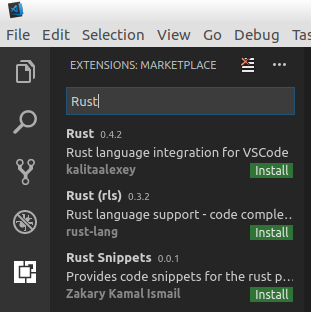 File Edit Selection View Go Debug Tas
EXTENSIONS: MARKETPLACE
Rust
Rust 0.4.2
Rust language integration for VSCode
kalitaalexey Install
Rust (rls) 0.3.2
Rust language support - code comple...
rust-lang Install
Rust Snippets 0.0.1
Provides code snippets for the rust p...
Zakary Kamal Ismail Install